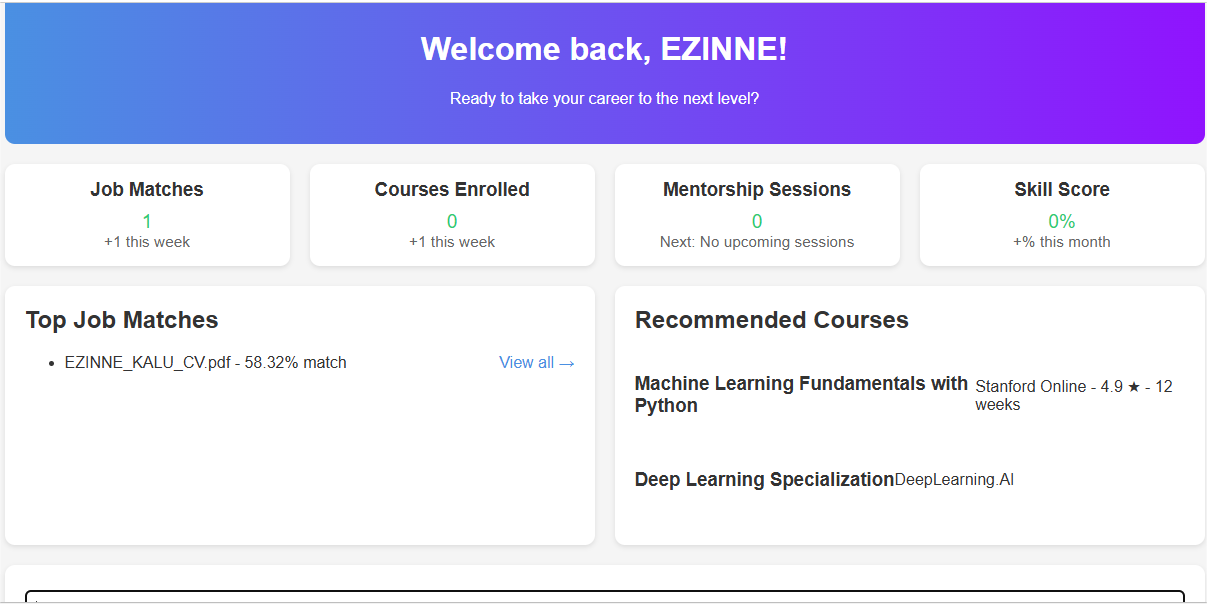 Welcome back, EZINNE!
Ready to take your career to the next level?
Job Matches
1
+1 this week
Courses Enrolled
0
+1 this week
Mentorship Sessions
0
Next: No upcoming sessions
Skill Score
0%
+% this month
Top Job Matches
• EZINNE_KALU_CV.pdf - 58.32% match
View all →
Recommended Courses
Machine Learning Fundamentals with
Python
Stanford Online - 4.9 ★ - 12
weeks
Deep Learning Specialization
DeepLearning.AI